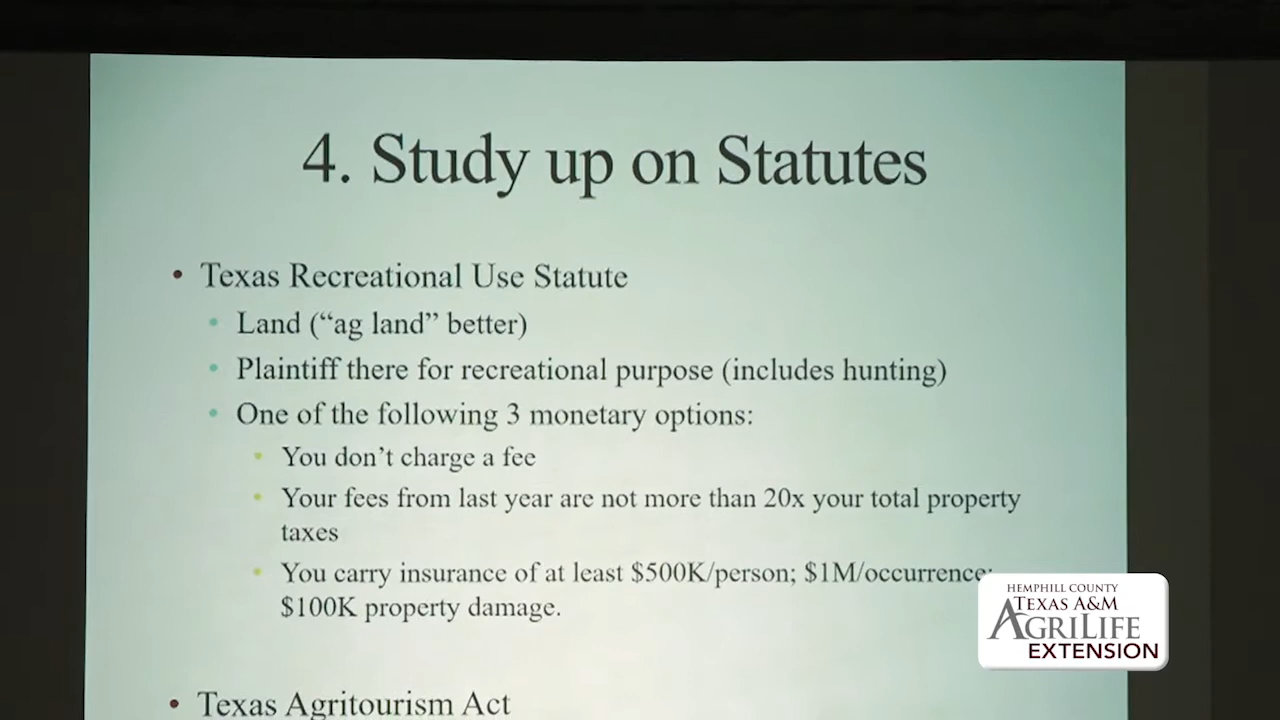 4. Study up on Statutes
• Texas Recreational Use Statute
• Land (“ag land” better)
• Plaintiff there for recreational purpose (includes hunting)
• One of the following 3 monetary options:
• You don’t charge a fee
• Your fees from last year are not more than 20x your total property
taxes
• You carry insurance of at least $500K/person; $1M/occurrence;
$100K property damage.
• Texas Agritourism Act
HEMPHILL COUNTY
TEXAS A&M
AGRILIFE
EXTENSION